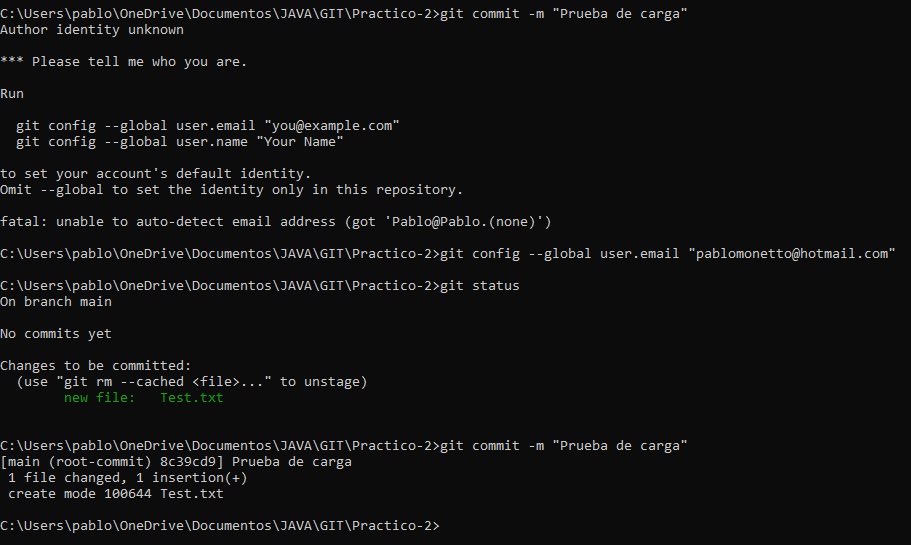 C:\Users\pablo\OneDrive\Documentos\JAVA\GIT\Practico-2>git commit -m "Prueba de carga"
Author identity unknown
*** Please tell me who you are.
Run
git config --global user.email "you@example.com"
git config --global user.name "Your Name"
to set your account's default identity.
Omit --global to set the identity only in this repository.
fatal: unable to auto-detect email address (got 'Pablo@Pablo.(none)')
C:\Users\pablo\OneDrive\Documentos\JAVA\GIT\Practico-2>git config --global user.email "pablomonetto@hotmail.com"
C:\Users\pablo\OneDrive\Documentos\JAVA\GIT\Practico-2>git status
On branch main
No commits yet
Changes to be committed:
(use "git rm --cached <file>..." to unstage)
new file:   Test.txt
C:\Users\pablo\OneDrive\Documentos\JAVA\GIT\Practico-2>git commit -m "Prueba de carga"
[main (root-commit) 8c39cd9] Prueba de carga
1 file changed, 1 insertion(+)
create mode 100644 Test.txt
C:\Users\pablo\OneDrive\Documentos\JAVA\GIT\Practico-2>